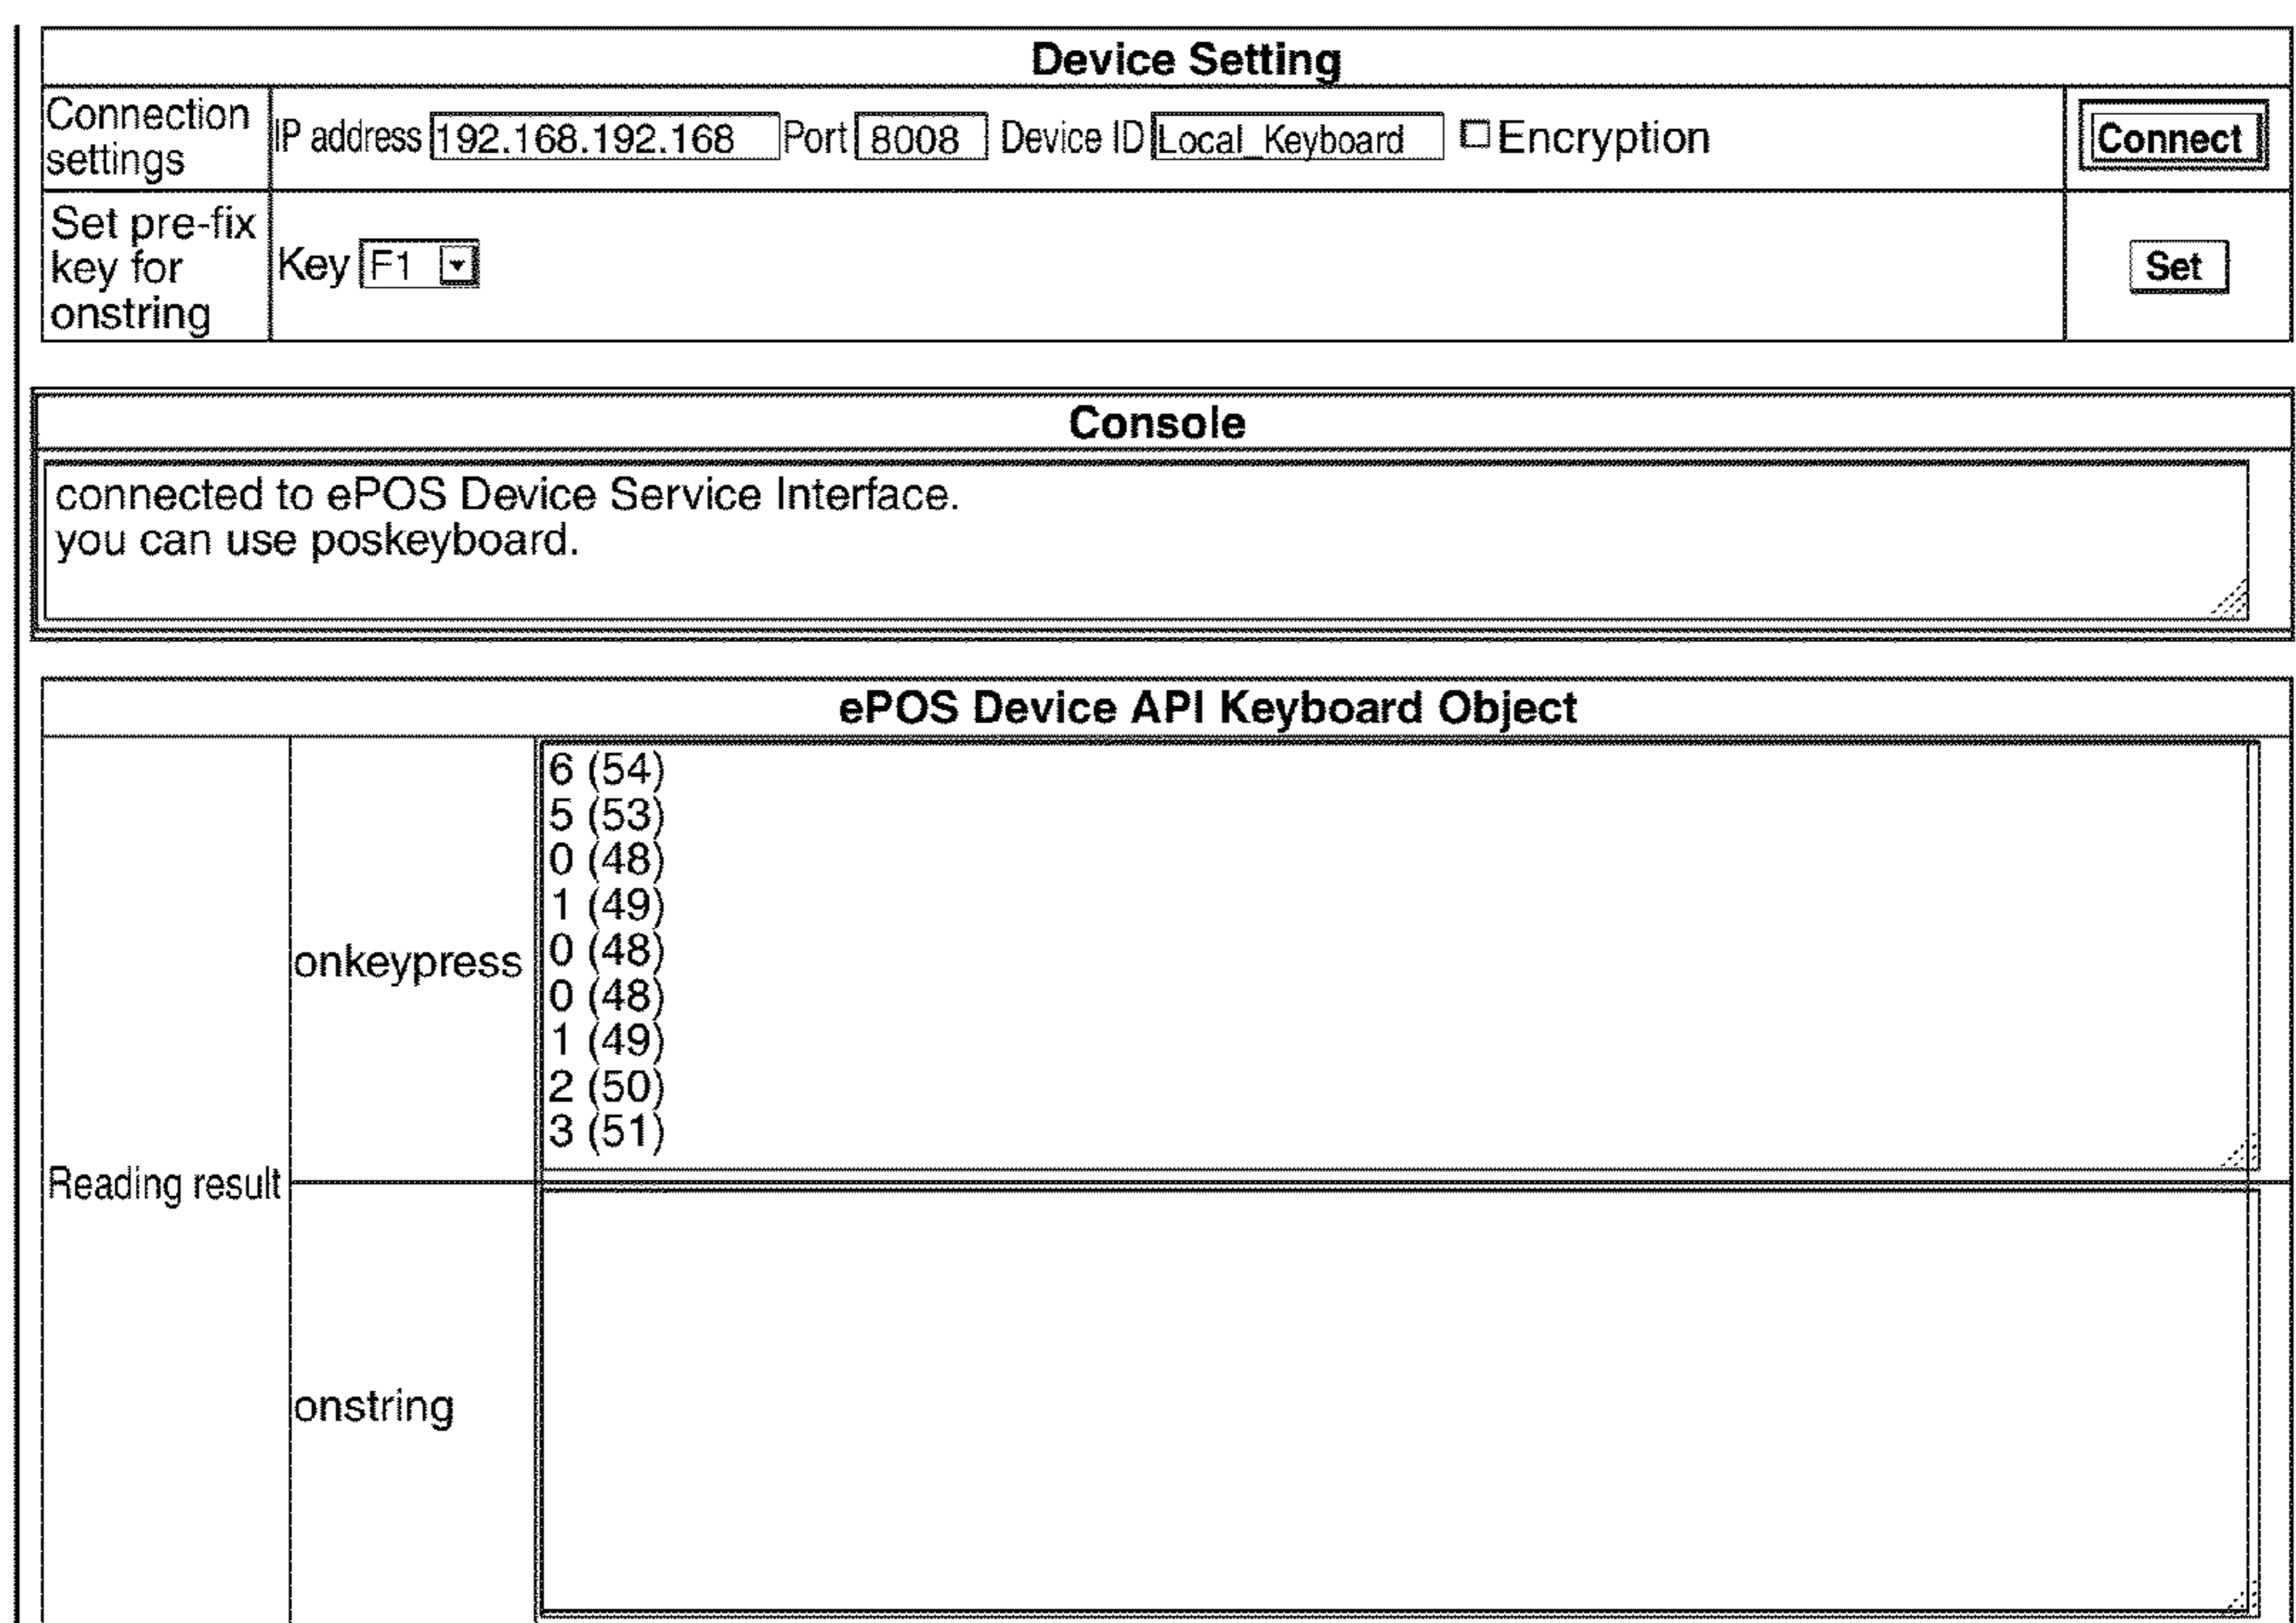 Device Setting
Connection
settings
IP address 192.168.192.168 Port 8008 Device ID Local_Keyboard Encryption Connect
Set pre-fix
key for
onstring
Key F1 Set
Console
connected to ePOS Device Service Interface.
you can use poskeyboard.
ePOS Device API Keyboard Object
Reading result
onkeypress
6 (54)
5 (53)
0 (48)
1 (49)
0 (48)
0 (48)
1 (49)
2 (50)
3 (51)
onstring